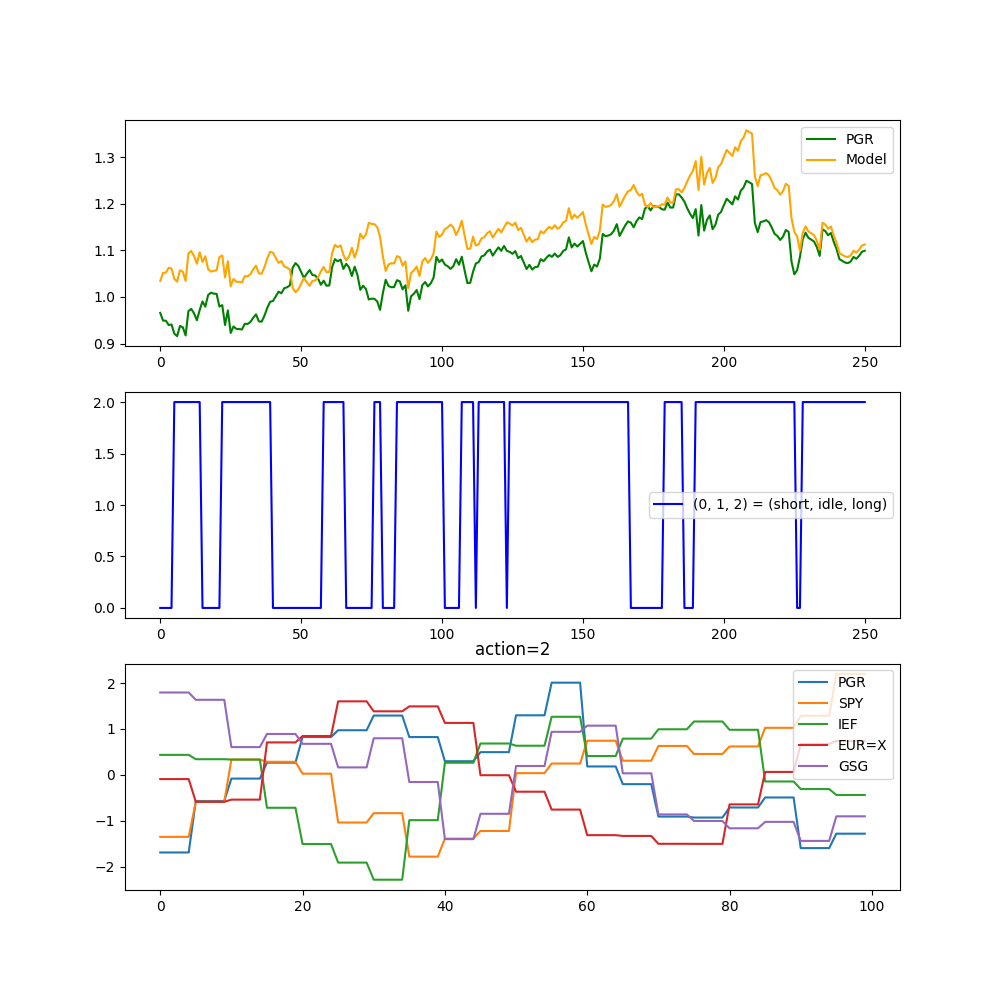 1.3
1.2
1.1
1.0
0.9
PGR
Model
0 50 100 150 200 250
2.0
1.5
1.0
0.5
0.0
(0, 1, 2) = (short, idle, long)
0 50 100 150 200 250
action=2
2
1
0
−1
−2
PGR
SPY
IEF
EUR=X
GSG
0 20 40 60 80 100